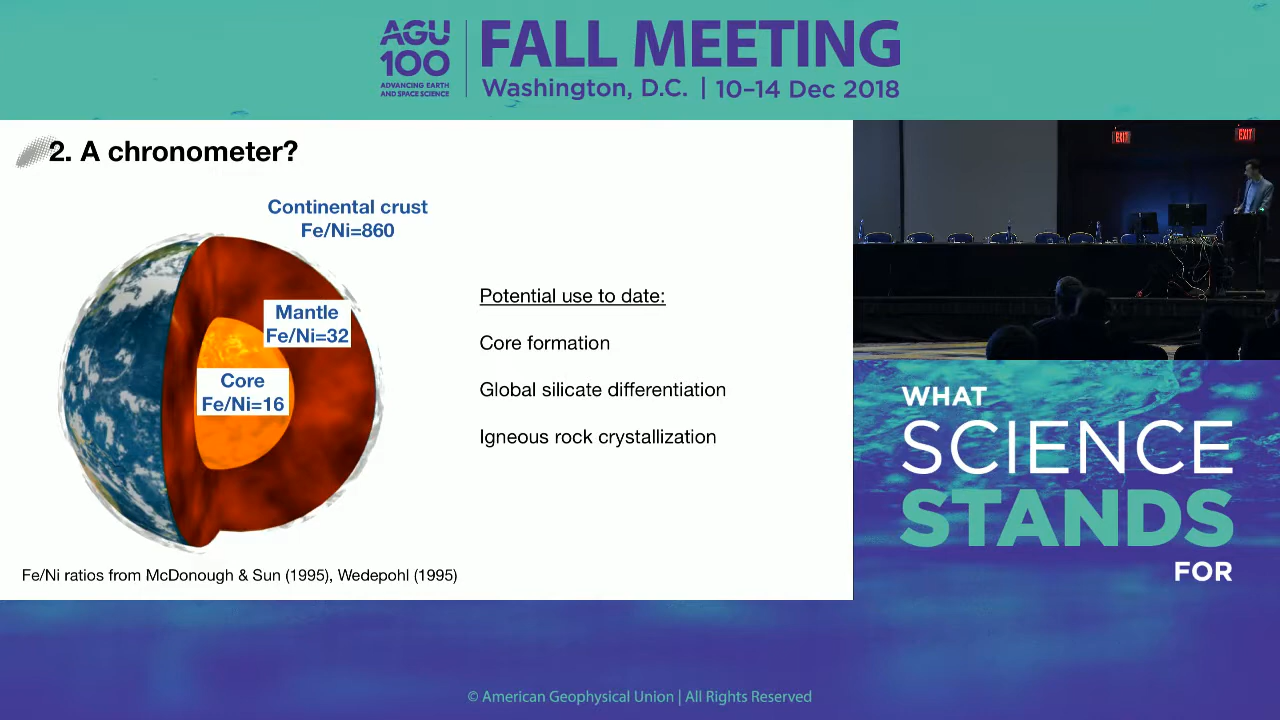 AGU
100
ADVANCING EARTH
AND SPACE SCIENCE
FALL MEETING
Washington, D.C. | 10–14 Dec 2018
2. A chronometer?
Continental crust
Fe/Ni=860
Mantle
Fe/Ni=32
Core
Fe/Ni=16
Potential use to date:
Core formation
Global silicate differentiation
Igneous rock crystallization
Fe/Ni ratios from McDonough & Sun (1995), Wedepohl (1995)
EXIT
EXIT
WHAT
SCIENCE
STANDS
FOR
© American Geophysical Union | All Rights Reserved